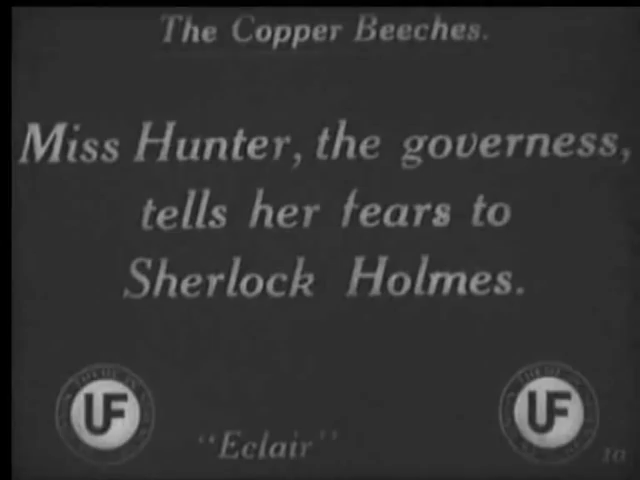 The Copper Beeches.
Miss Hunter, the governess,
tells her fears to
Sherlock Holmes.
UF
UF
"Eclair"
10